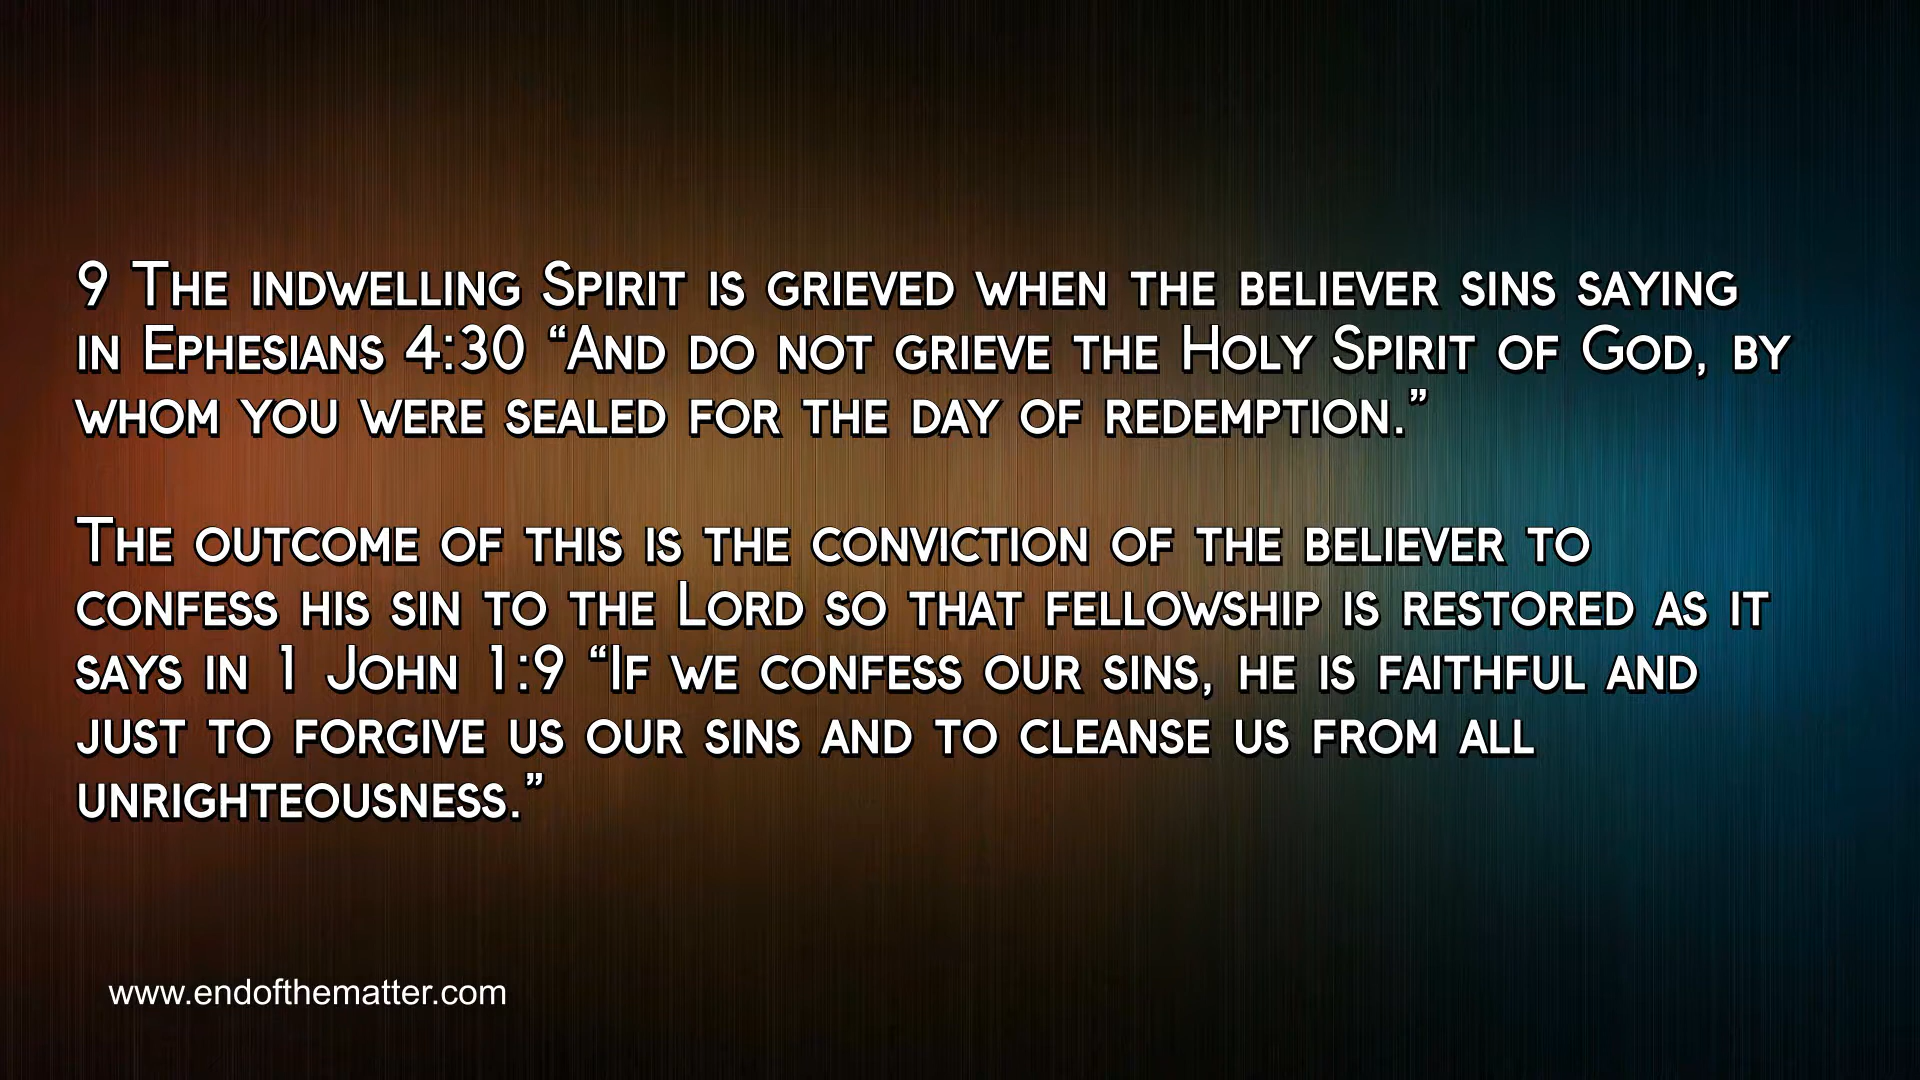 9 The indwelling Spirit is grieved when the believer sins saying
in Ephesians 4:30 “And do not grieve the Holy Spirit of God, by
whom you were sealed for the day of redemption.”
The outcome of this is the conviction of the believer to
confess his sin to the Lord so that fellowship is restored as it
says in 1 John 1:9 “If we confess our sins, he is faithful and
just to forgive us our sins and to cleanse us from all
unrighteousness.”
www.endofthematter.com